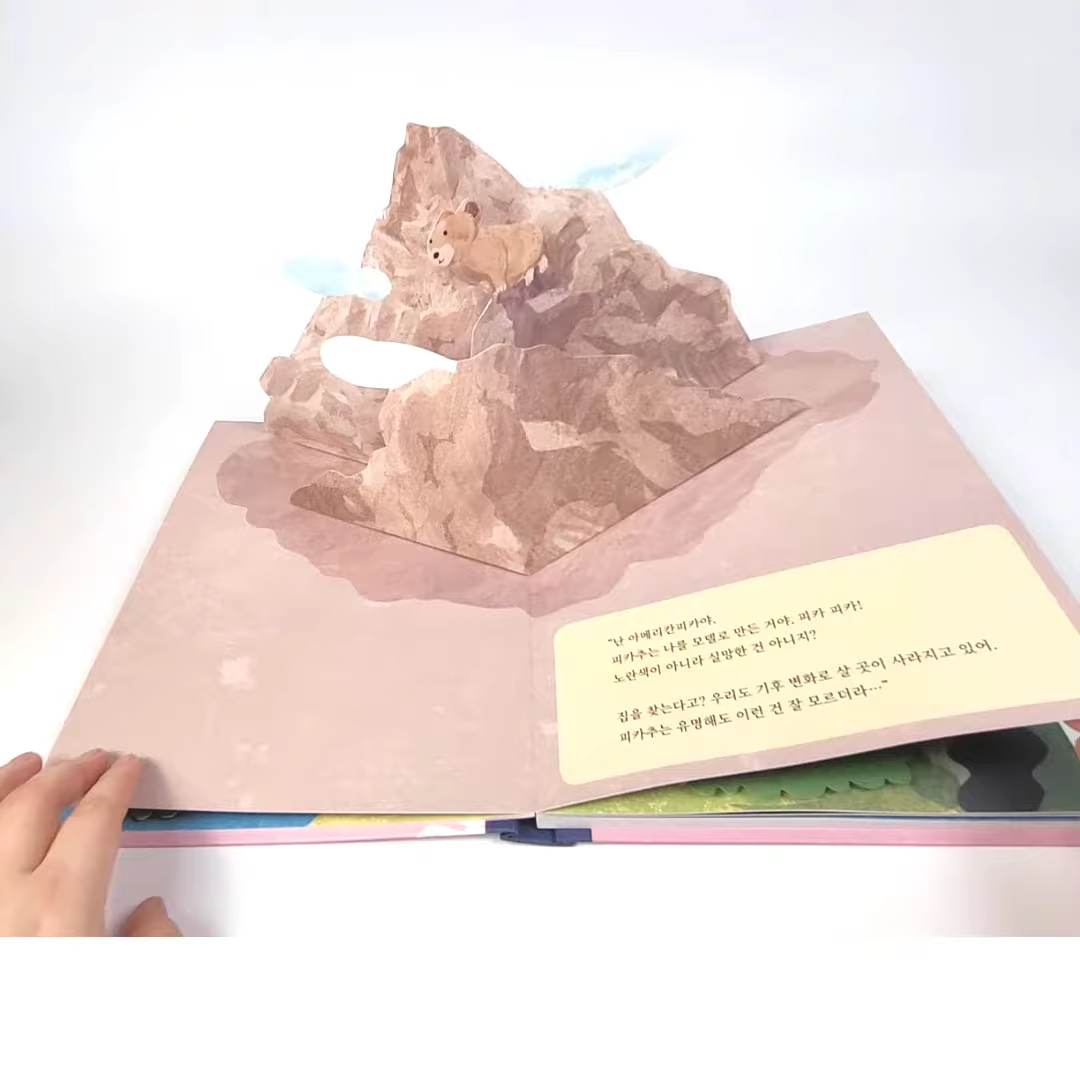 "난 아메리칸피카야.
피카추는 나를 모델로 만든 거야. 피카 피카!
노란색이 아니라 실망한 건 아니지?
집을 찾는다고? 우리도 기후 변화로 살 곳이 사라지고 있어.
피카추는 유명해도 이런 건 잘 모르더라…"